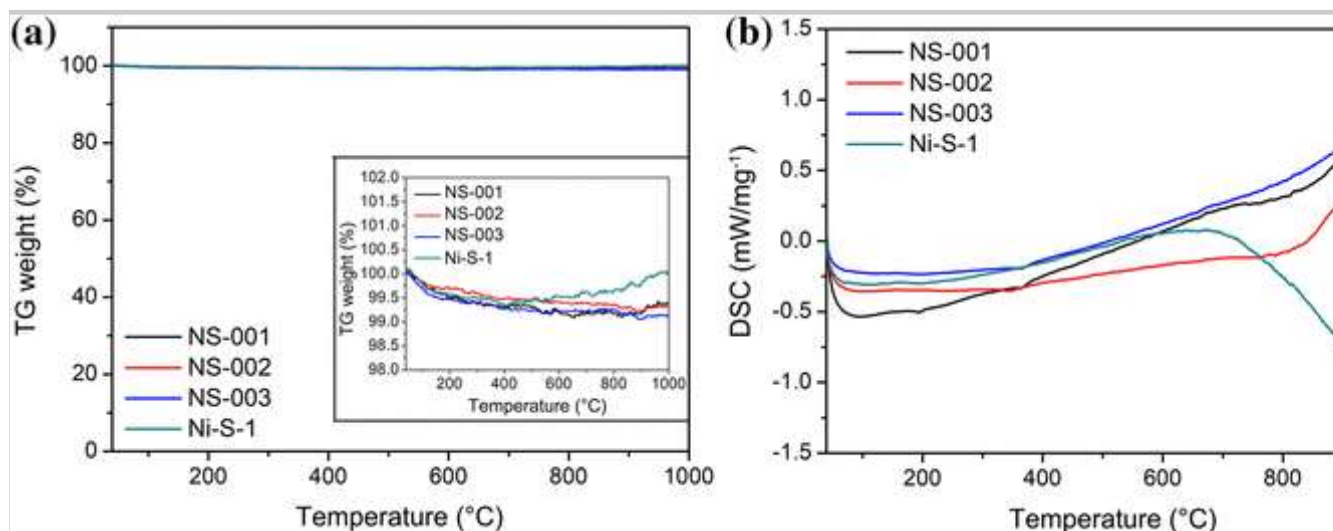 (a)
110
100
80
60
40
20
0
TG weight (%)
NS-001
NS-002
NS-003
Ni-S-1
200
400
600
800
1000
Temperature (°C)
102.0
101.5
101.0
100.5
100.0
99.5
99.0
98.5
98.0
TG weight (%)
NS-001
NS-002
NS-003
Ni-S-1
200
400
600
800
1000
Temperature (°C)
(b)
1.5
1.0
0.5
0.0
-0.5
-1.0
-1.5
DSC (mW/mg⁻¹)
NS-001
NS-002
NS-003
Ni-S-1
200
400
600
800
Temperature (°C)